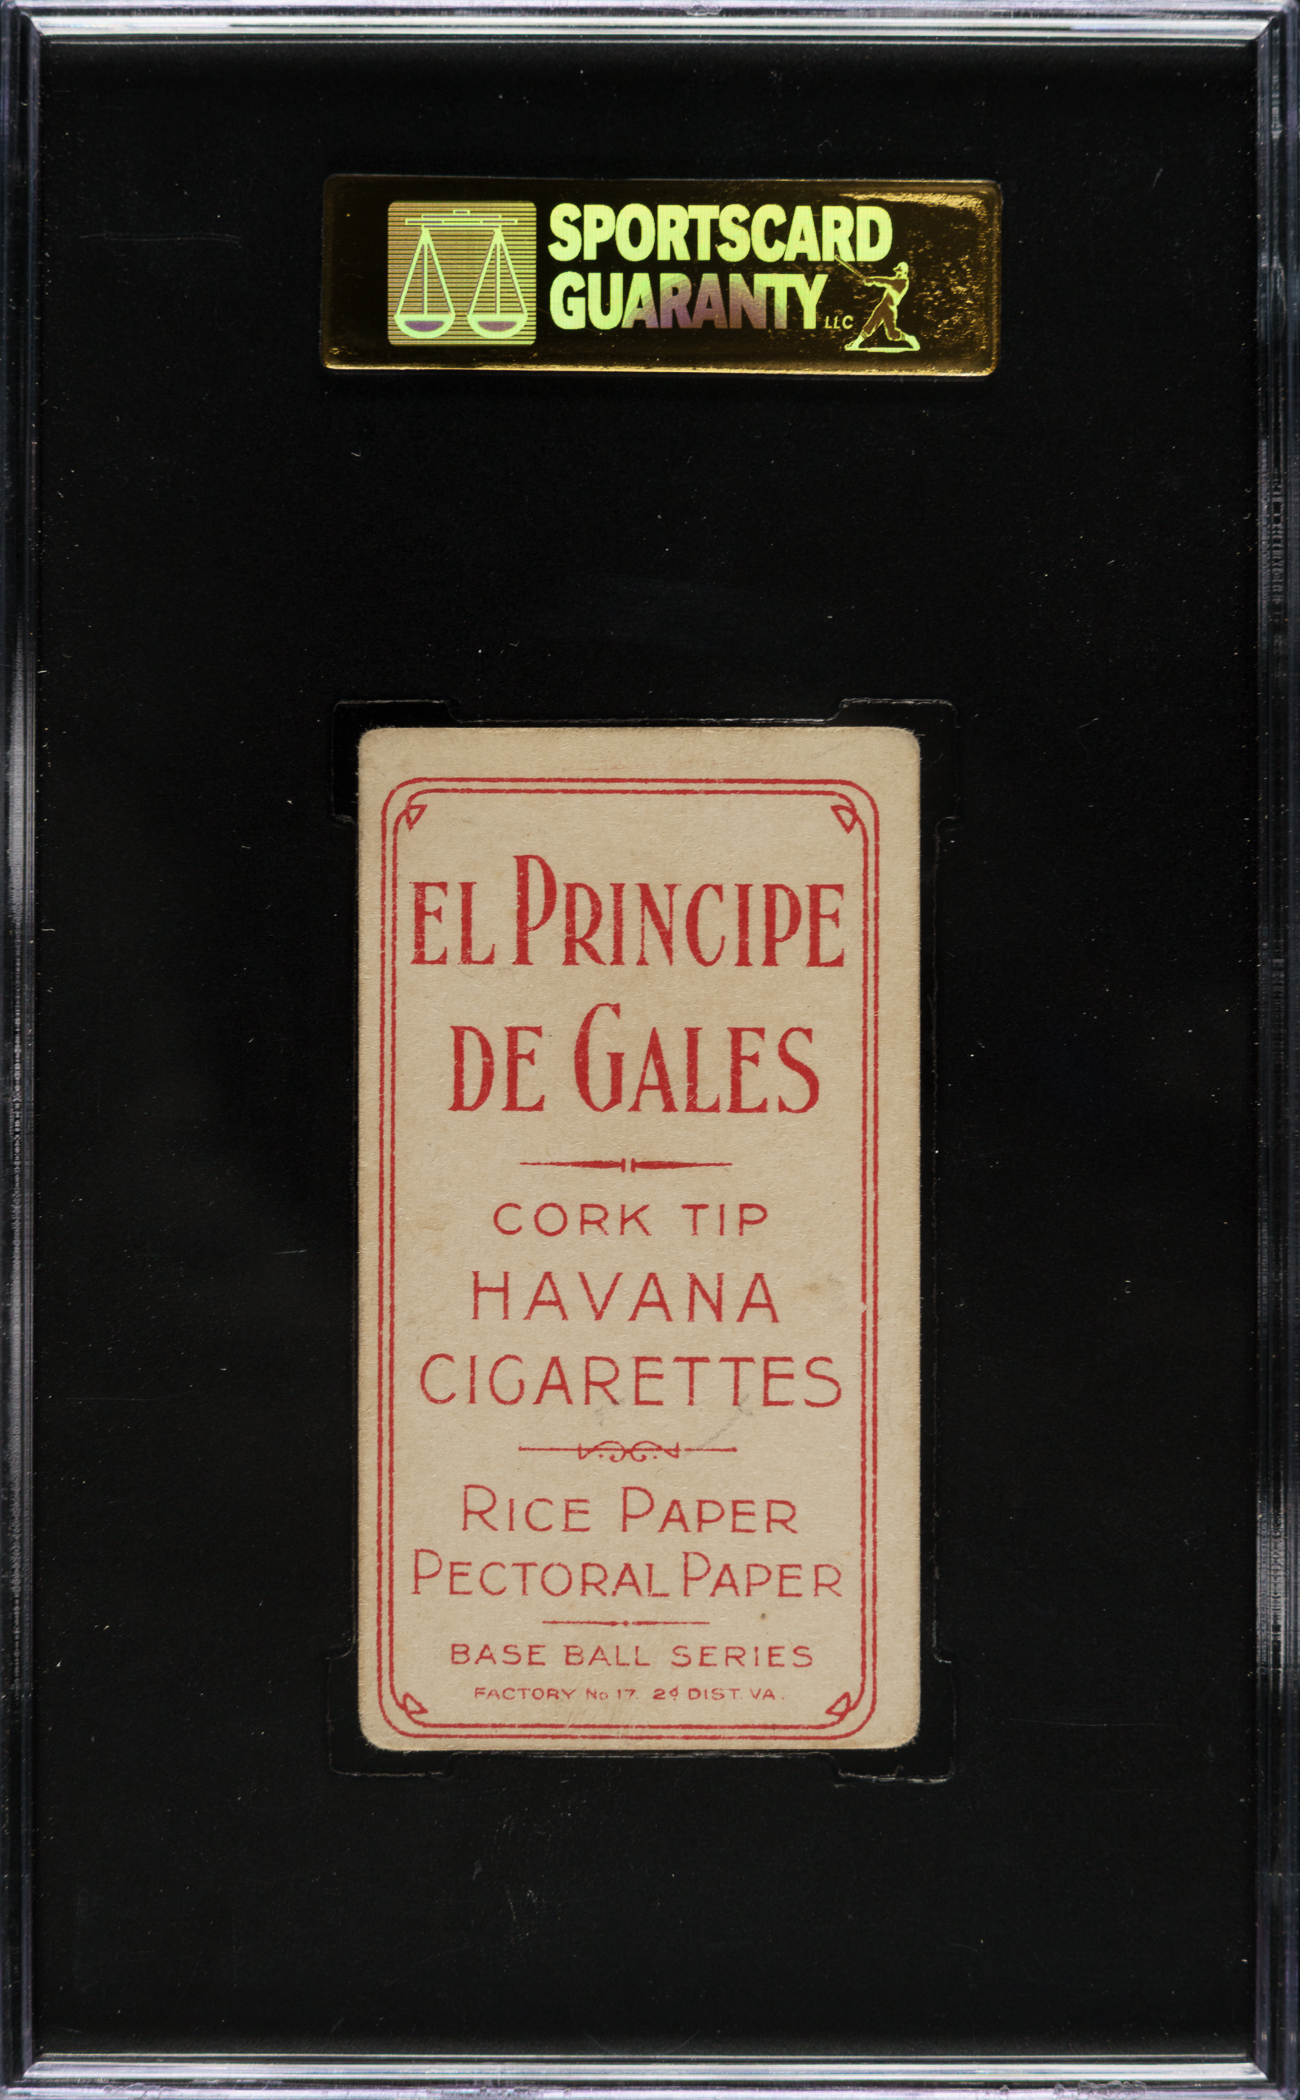 SPORTSCARD
GUARANTY LLC
EL PRINCIPE
DE GALES
CORK TIP
HAVANA
CIGARETTES
RICE PAPER
PECTORAL PAPER
BASE BALL SERIES
FACTORY No 17. 2d DIST. VA.